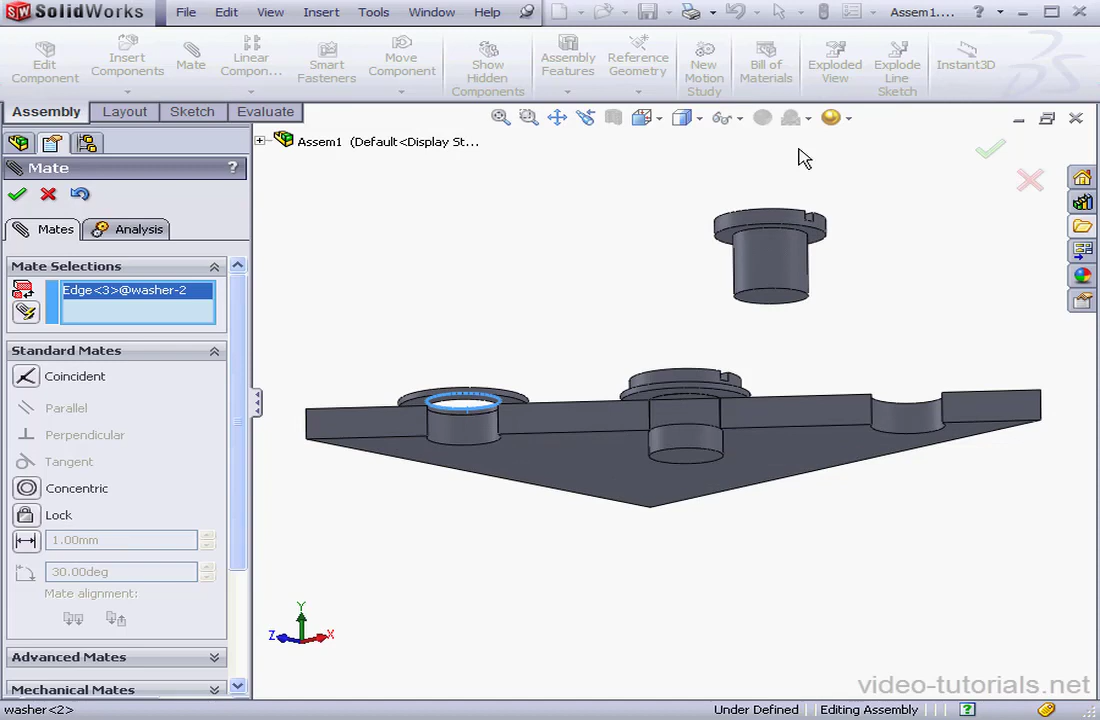 SolidWorks File Edit View Insert Tools Window Help Assem1.... ?
Edit Component
Insert Components
Mate
Linear Compon...
Smart Fasteners
Move Component
Show Hidden Components
Assembly Features
Reference Geometry
New Motion Study
Bill of Materials
Exploded View
Explode Line Sketch
Instant3D
Assembly Layout Sketch Evaluate
Assem1 (Default<Display St...
Mate ?
Mates Analysis
Mate Selections
Edge<3>@washer-2
Standard Mates
Coincident
Parallel
Perpendicular
Tangent
Concentric
Lock
1.00mm
30.00deg
Mate alignment:
Advanced Mates
Mechanical Mates
Y
Z X
video-tutorials.net
washer<2> Under Defined Editing Assembly ?